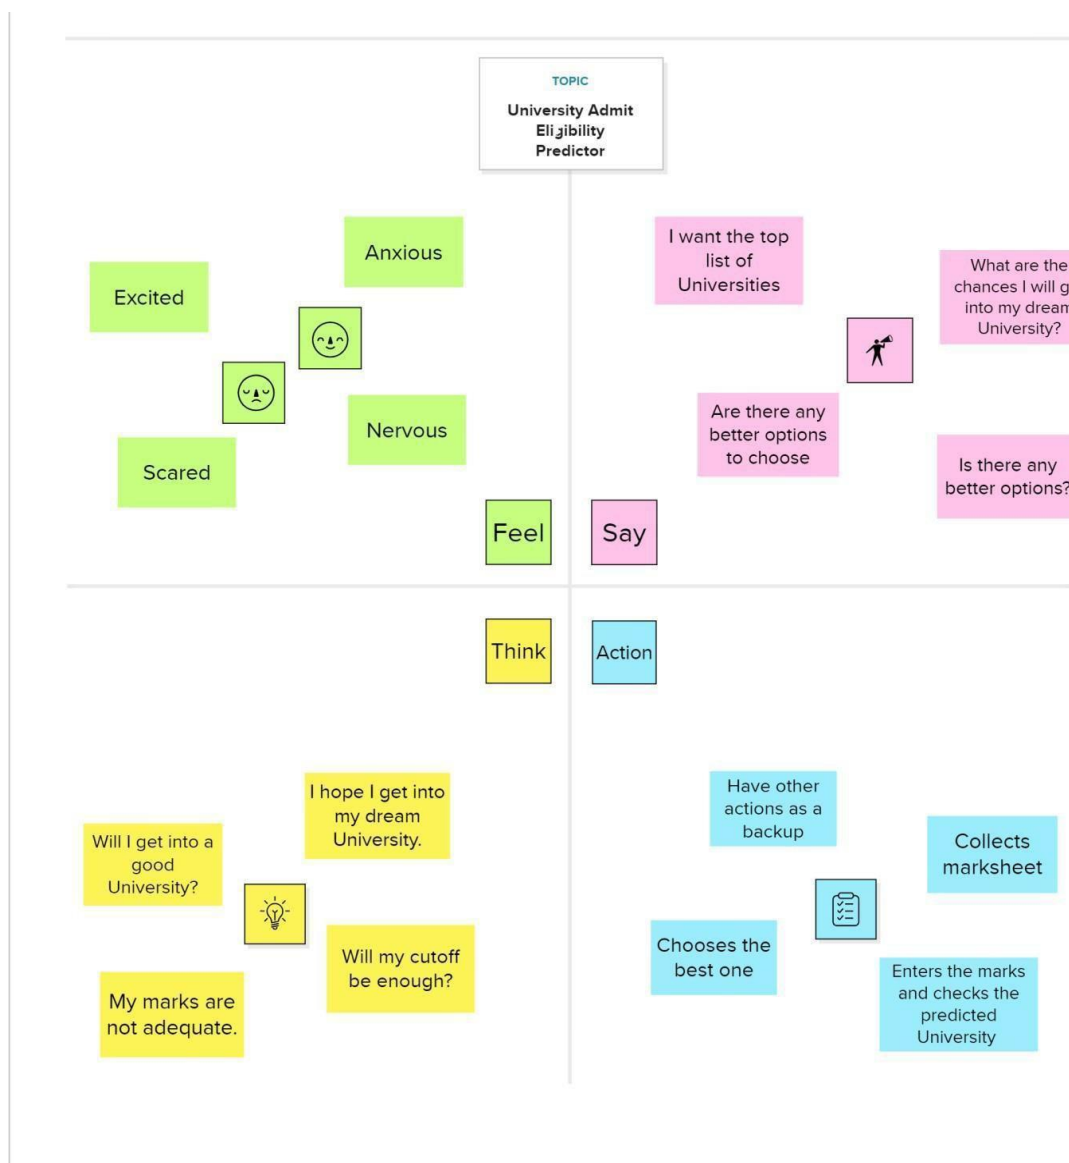 TOPIC
University Admit
Eligibility
Predictor
Anxious
Excited
Nervous
Scared
Feel
I want the top
list of
Universities
What are the
chances I will
into my dream
University?
Are there any
better options
to choose
Is there any
better options?
Say
Think
I hope I get into
my dream
University.
Will I get into a
good
University?
Will my cutoff
be enough?
My marks are
not adequate.
Action
Have other
actions as a
backup
Collects
marksheet
Chooses the
best one
Enters the marks
and checks the
predicted
University